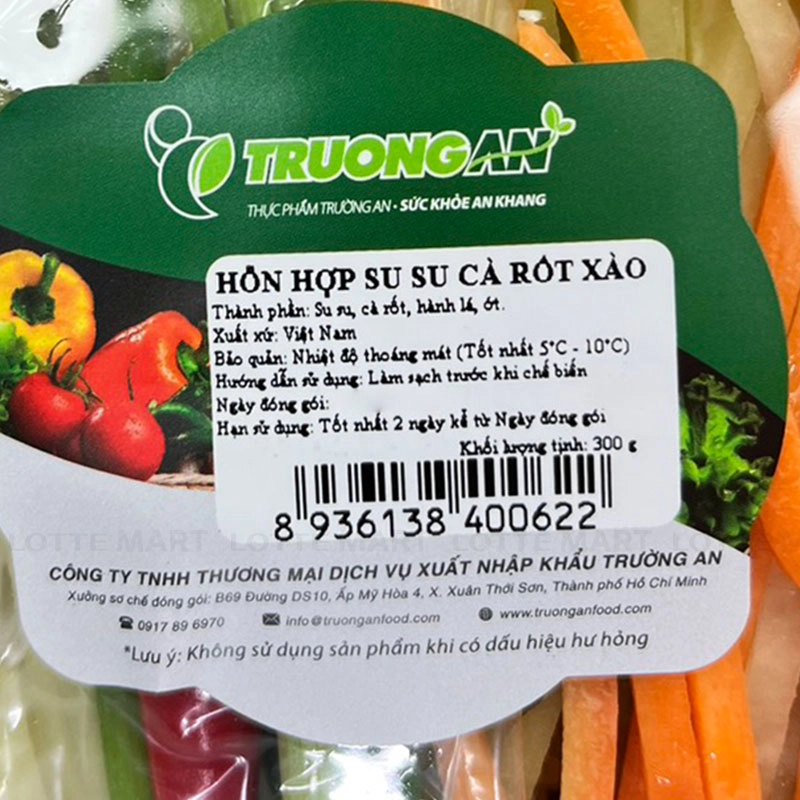 TRUONGAN
THỰC PHẨM TRƯỜNG AN • SỨC KHỎE AN KHANG
HỖN HỢP SU SU CÀ RỐT XÀO
Thành phần: Su su, cà rốt, hành lá, ớt.
Xuất xứ: Việt Nam
Bảo quản: Nhiệt độ thoáng mát (Tốt nhất 5°C - 10°C)
Hướng dẫn sử dụng: Làm sạch trước khi chế biến
Ngày đóng gói:
Hạn sử dụng: Tốt nhất 2 ngày kể từ Ngày đóng gói
Khối lượng tịnh: 300 g
8 936138 400622
LOTTE MART LOTTE MART LOTTE MART LOTTE
CÔNG TY TNHH THƯƠNG MẠI DỊCH VỤ XUẤT NHẬP KHẨU TRƯỜNG AN
Xưởng sơ chế đóng gói: B69 Đường DS10, Ấp Mỹ Hòa 4, X. Xuân Thới Sơn, Thành phố Hồ Chí Minh
0917 89 6970 info@truonganfood.com www.truonganfood.com
*Lưu ý: Không sử dụng sản phẩm khi có dấu hiệu hư hỏng